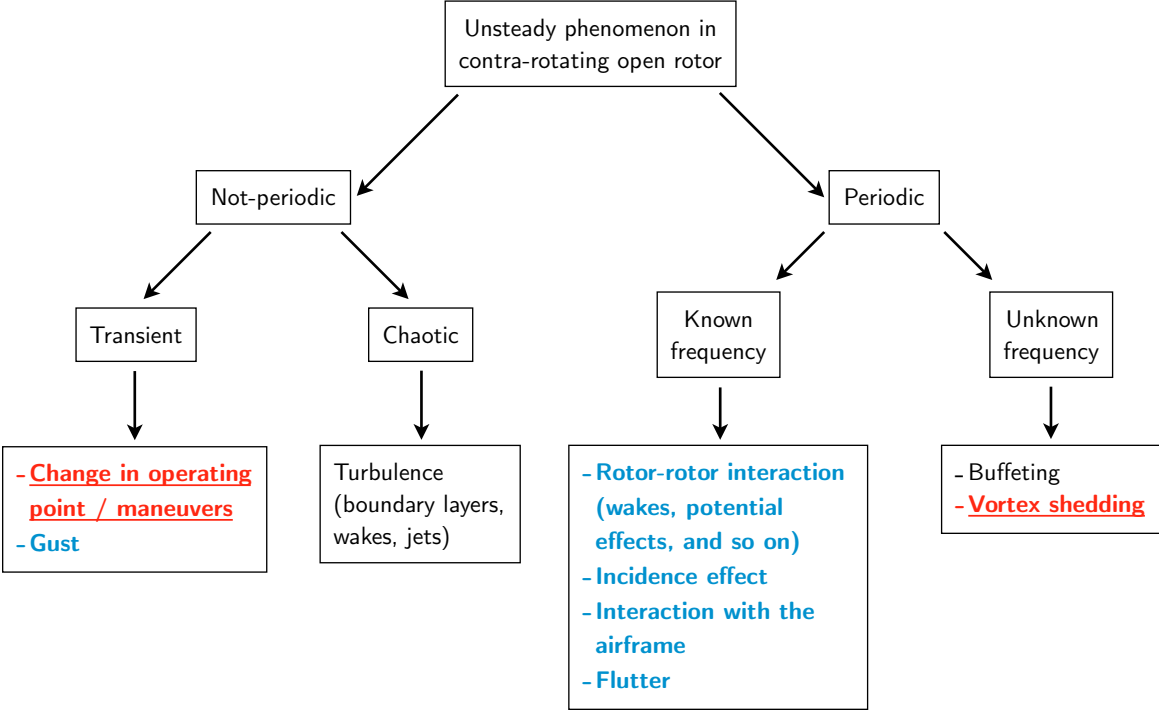 Unsteady phenomenon in
contra-rotating open rotor
Not-periodic
Periodic
Transient
Chaotic
Known
frequency
Unknown
frequency
- Change in operating
point / maneuvers
- Gust
Turbulence
(boundary layers,
wakes, jets)
- Rotor-rotor interaction
(wakes, potential
effects, and so on)
- Incidence effect
- Interaction with the
airframe
- Flutter
- Buffeting
- Vortex shedding